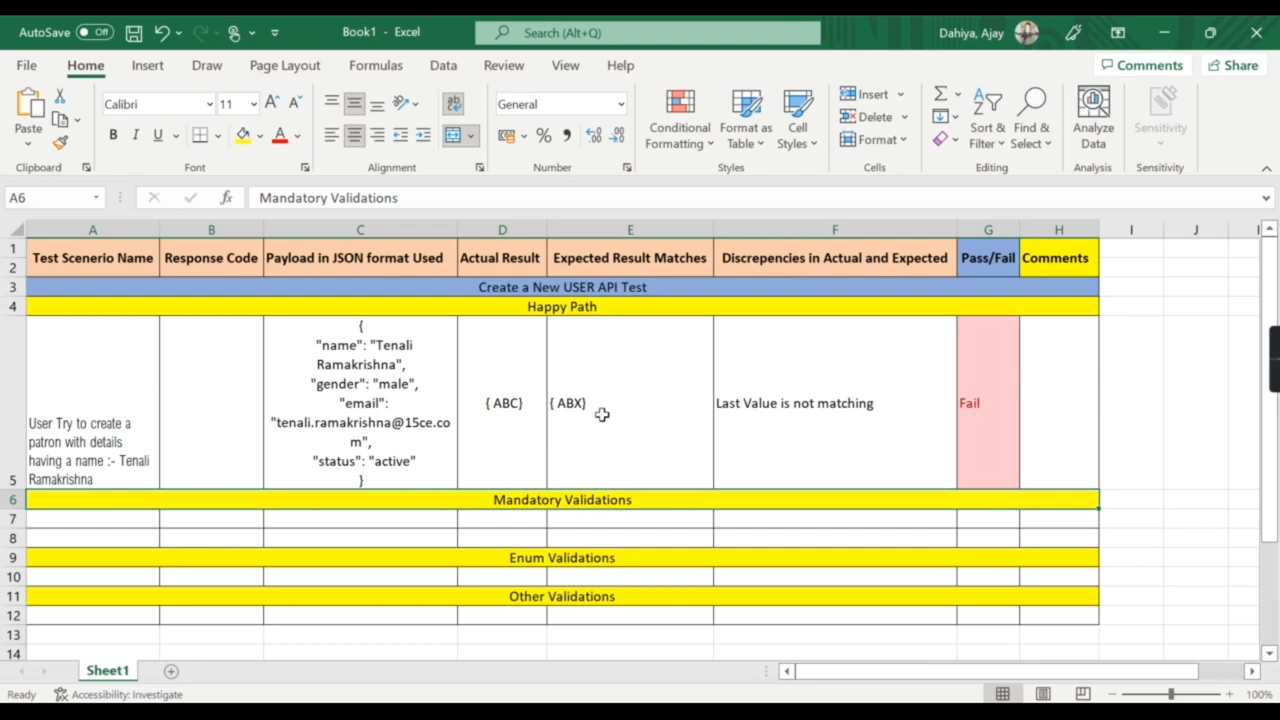 AutoSave Off Book1 - Excel Search (Alt+Q) Dahiya, Ajay
File Home Insert Draw Page Layout Formulas Data Review View Help Comments Share
Paste
Calibri 11
B I U A
ab
General
% 9
Conditional
Formatting
Format as
Table
Cell
Styles
Insert
Delete
Format
Sort &
Filter
Find &
Select
Analyze
Data
Sensitivity
Clipboard Font Alignment Number Styles Cells Editing Analysis Sensitivity
A6 fx Mandatory Validations
A B C D E F G H I J K
1
2
Test Scenerio Name Response Code Payload in JSON format Used Actual Result Expected Result Matches Discrepancies in Actual and Expected Pass/Fail Comments
3 Create a New USER API Test
4 Happy Path
5
User Try to create a
patron with details
having a name :- Tenali
Ramakrishna
{
"name": "Tenali
Ramakrishna",
"gender": "male",
"email":
"tenali.ramakrishna@15ce.co
m",
"status": "active"
}
{ ABC}
{ ABX}
Last Value is not matching
Fail
6 Mandatory Validations
7
8
9 Enum Validations
10
11 Other Validations
12
13
14
Sheet1
Ready Accessibility: Investigate 100%